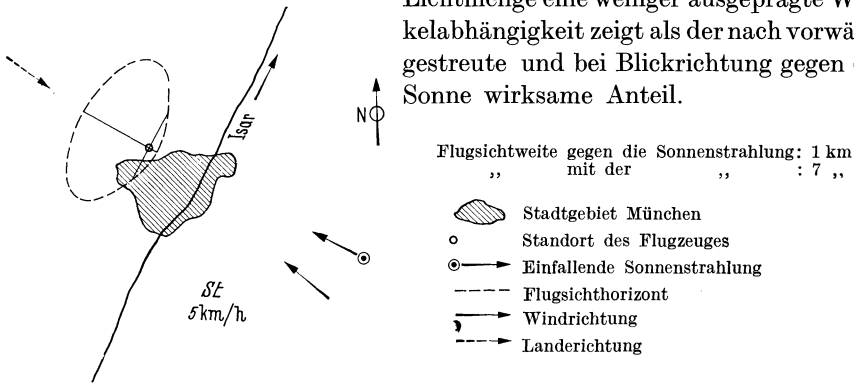 Lichtmenge eine weniger ausgeprägte W
kelabhängigkeit zeigt als der nach vorwä
gestreute und bei Blickrichtung gegen
Sonne wirksame Anteil.
Isar
N
Flugsichtweite gegen die Sonnenstrahlung: 1 km
,, mit der ,, : 7 ,,
Stadtgebiet München
Standort des Flugzeuges
Einfallende Sonnenstrahlung
Flugsichthorizont
Windrichtung
Landerichtung
St
5 km/h